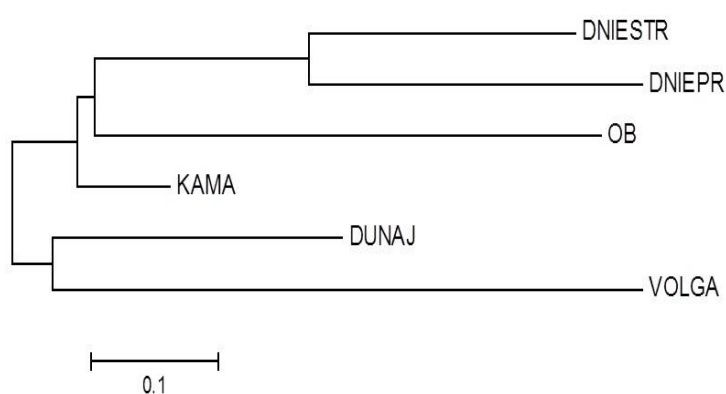 DNIESTR
DNIEPR
OB
KAMA
DUNAJ
VOLGA
0.1